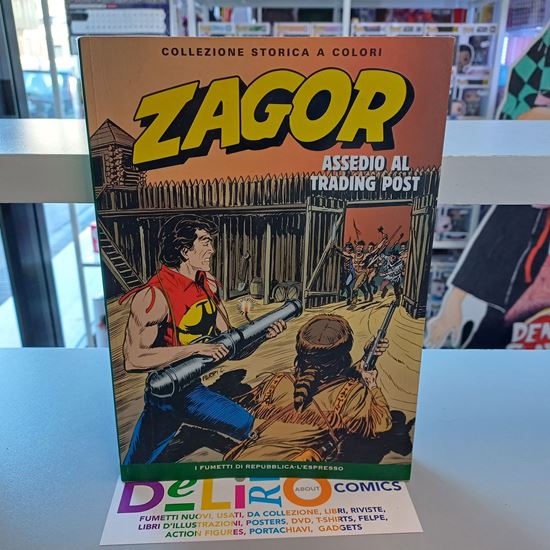 COLLEZIONE STORICA A COLORI
ZAGOR
ASSEDIO AL
TRADING POST
I FUMETTI DI REPUBBLICA-L'ESPRESSO
DeLiRiO ABOUT COMICS
FUMETTI NUOVI, USATI, DA COLLEZIONE, LIBRI, RIVISTE,
LIBRI D'ILLUSTRAZIONI, POSTERS, DVD, T-SHIRTS, FELPE,
ACTION FIGURES, PORTACHIAVI, GADGETS